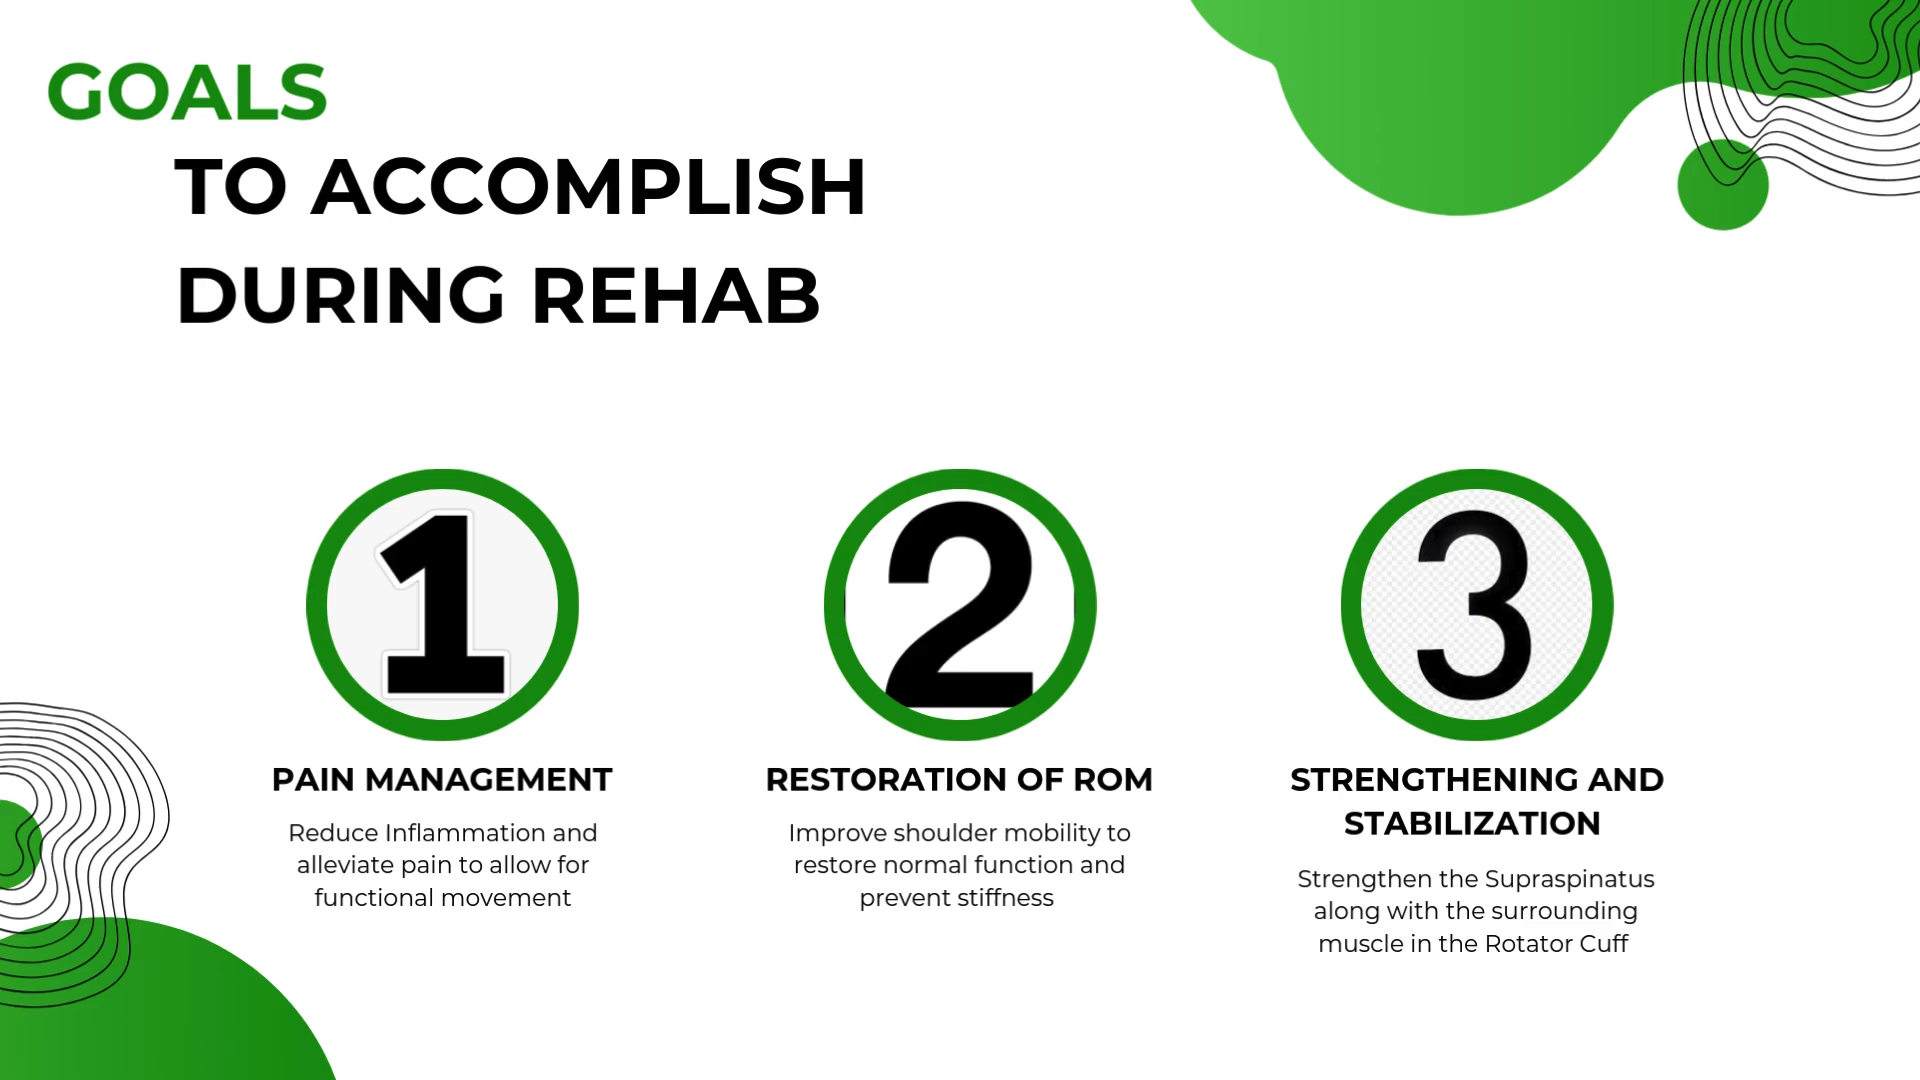 GOALS
TO ACCOMPLISH
DURING REHAB
1
2
3
PAIN MANAGEMENT
Reduce Inflammation and
alleviate pain to allow for
functional movement
RESTORATION OF ROM
Improve shoulder mobility to
restore normal function and
prevent stiffness
STRENGTHENING AND
STABILIZATION
Strengthen the Supraspinatus
along with the surrounding
muscle in the Rotator Cuff